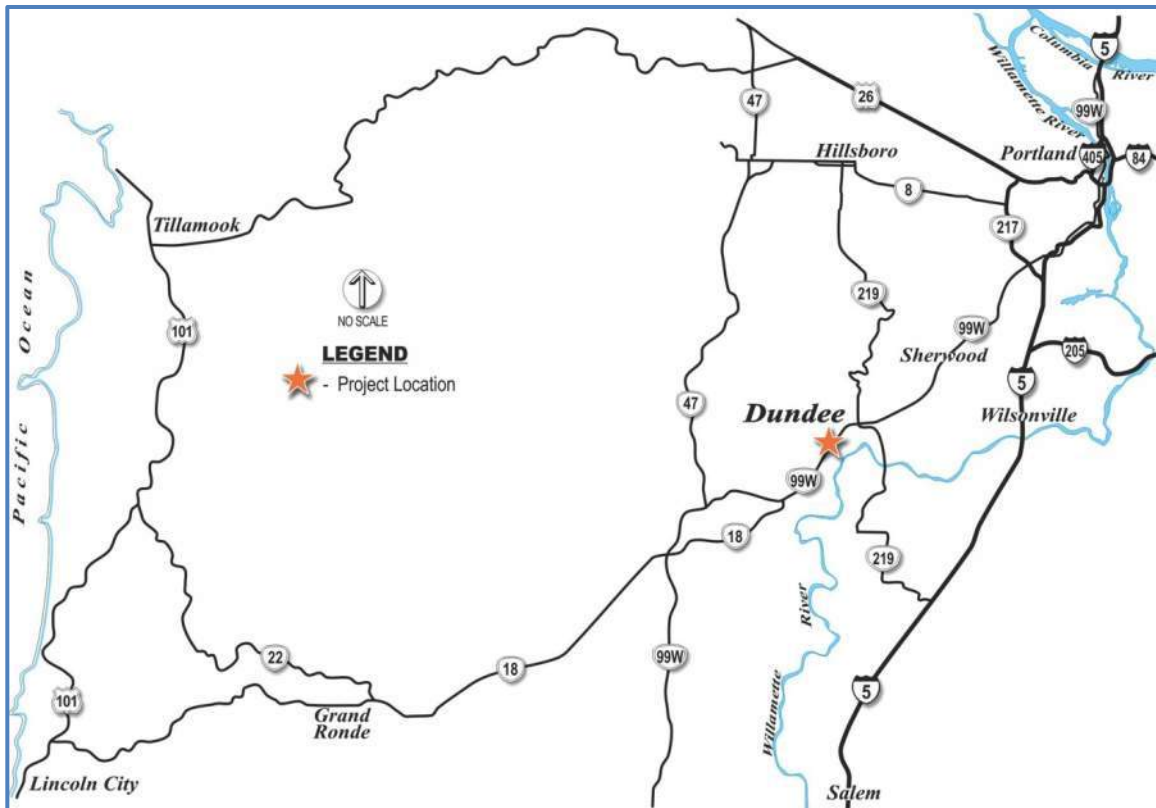 Columbia
River
5
Willamette River
99W
47
26
Hillsboro
Portland
405
84
8
217
Tillamook
219
Pacific Ocean
NO SCALE
101
LEGEND
- Project Location
99W
Sherwood
205
47
5
Dundee
Wilsonville
99W
18
219
Willamette River
22
18
99W
101
5
Grand
Ronde
Lincoln City
Salem